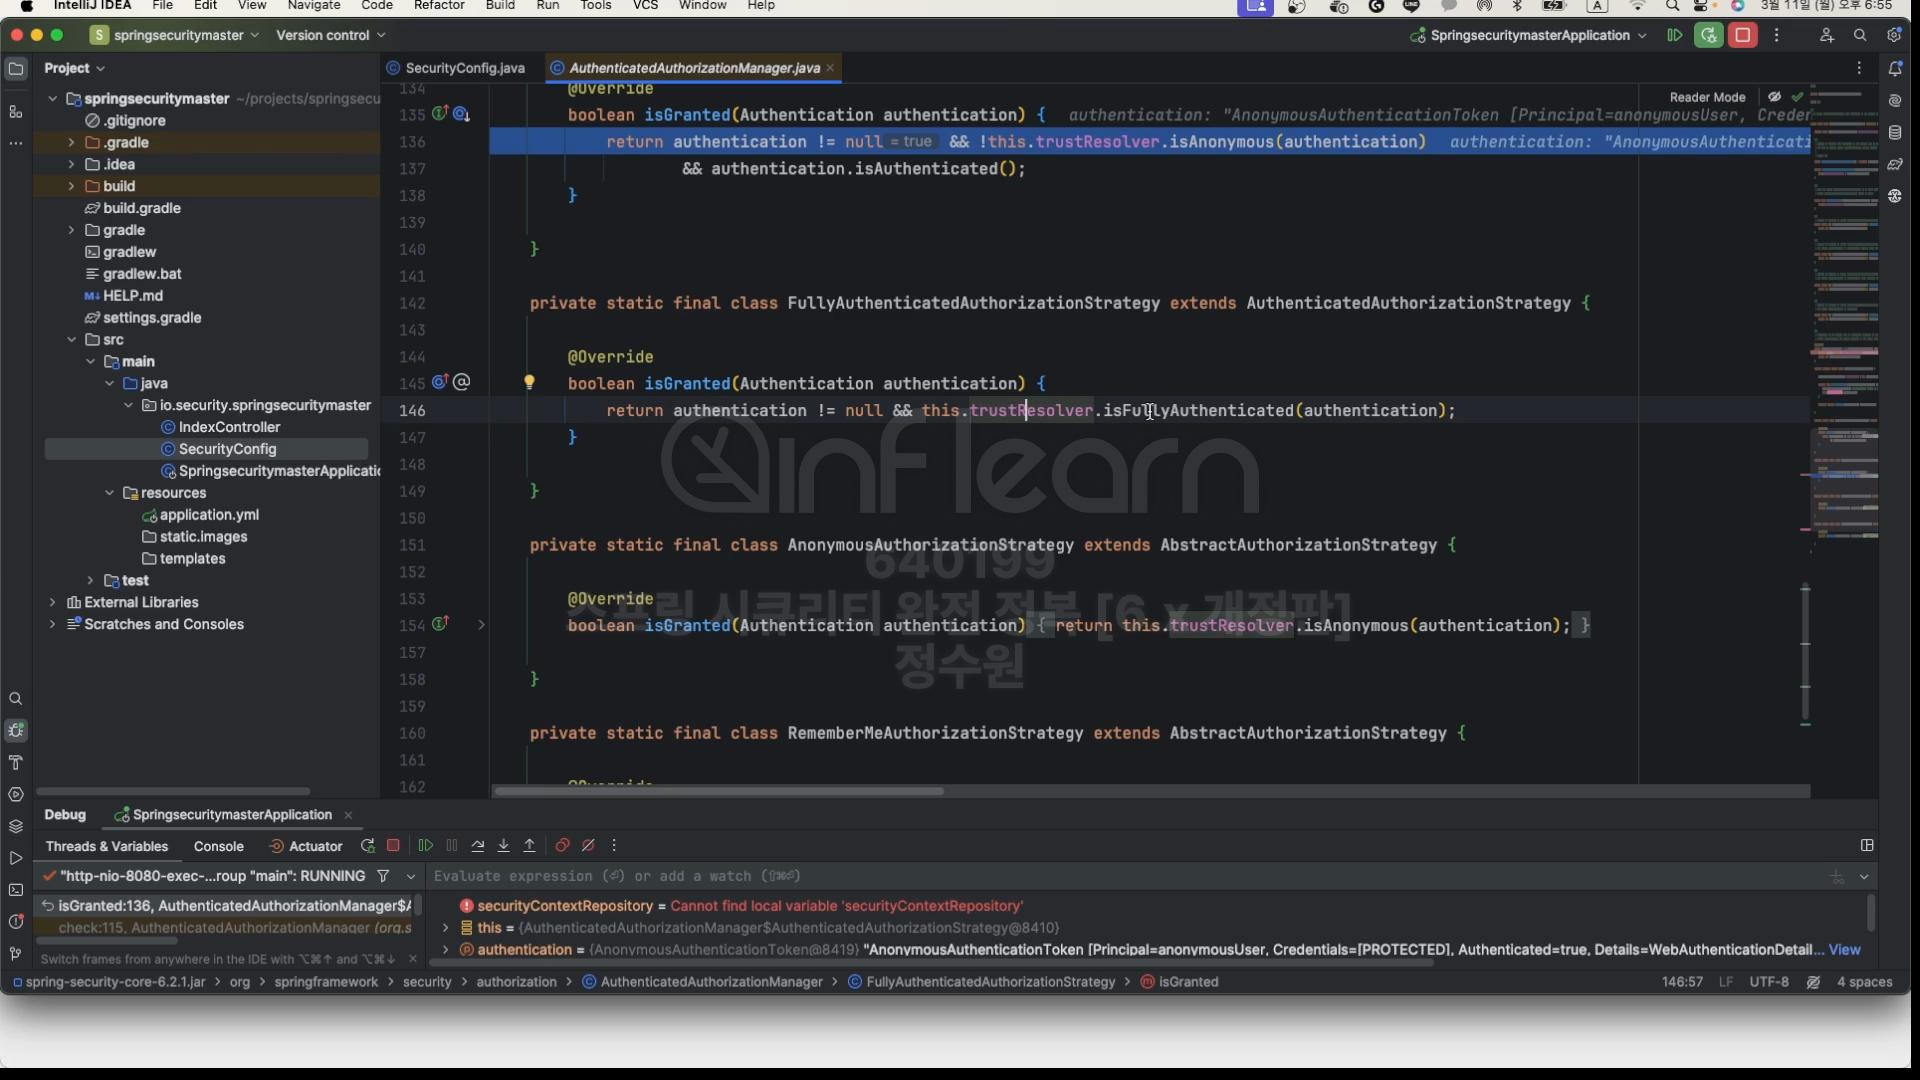 IntelliJ IDEA File Edit View Navigate Code Refactor Build Run Tools VCS Window Help A 3월 11일 (월) 오후 6:55
S springsecuritymaster Version control SpringsecuritymasterApplication
Project SecurityConfig.java AuthenticatedAuthorizationManager.java
Reader Mode
springsecuritymaster ~/projects/springsecu
.gitignore
.gradle
.idea
build
build.gradle
gradle
gradlew
gradlew.bat
HELP.md
settings.gradle
src
main
java
io.security.springsecuritymaster
IndexController
SecurityConfig
SpringsecuritymasterApplicatio
resources
application.yml
static.images
templates
test
External Libraries
Scratches and Consoles
134 @Override
135 boolean isGranted(Authentication authentication) { authentication: "AnonymousAuthenticationToken [Principal=anonymousUser, Creden
136 return authentication != null = true && !this.trustResolver.isAnonymous(authentication) authentication: "AnonymousAuthenticati
137 && authentication.isAuthenticated();
138 }
139
140 }
141
142 private static final class FullyAuthenticatedAuthorizationStrategy extends AuthenticatedAuthorizationStrategy {
143
144 @Override
145 boolean isGranted(Authentication authentication) {
146 return authentication != null && this.trustResolver.isFullyAuthenticated(authentication);
147 }
148
149 }
150
151 private static final class AnonymousAuthorizationStrategy extends AbstractAuthorizationStrategy {
152
153 @Override
154 boolean isGranted(Authentication authentication) { return this.trustResolver.isAnonymous(authentication); }
157
158 }
159
160 private static final class RememberMeAuthorizationStrategy extends AbstractAuthorizationStrategy {
161
162 @Override
inflearn
640199
스프링 시큐리티 완전 정복 [6.x 개정판]
정수원
Debug SpringsecuritymasterApplication
Threads & Variables Console Actuator
"http-nio-8080-exec-...roup "main": RUNNING
Evaluate expression (⏎) or add a watch (⇧⌘⏎)
isGranted:136, AuthenticatedAuthorizationManager$A
check:115, AuthenticatedAuthorizationManager (org.s
Switch frames from anywhere in the IDE with ⌥⌘↑ and ⌥⌘↓
securityContextRepository = Cannot find local variable 'securityContextRepository'
this = {AuthenticatedAuthorizationManager$AuthenticatedAuthorizationStrategy@8410}
authentication = {AnonymousAuthenticationToken@8419} "AnonymousAuthenticationToken [Principal=anonymousUser, Credentials=[PROTECTED], Authenticated=true, Details=WebAuthenticationDetail... View
spring-security-core-6.2.1.jar > org > springframework > security > authorization > AuthenticatedAuthorizationManager > FullyAuthenticatedAuthorizationStrategy > isGranted 146:57 LF UTF-8 4 spaces